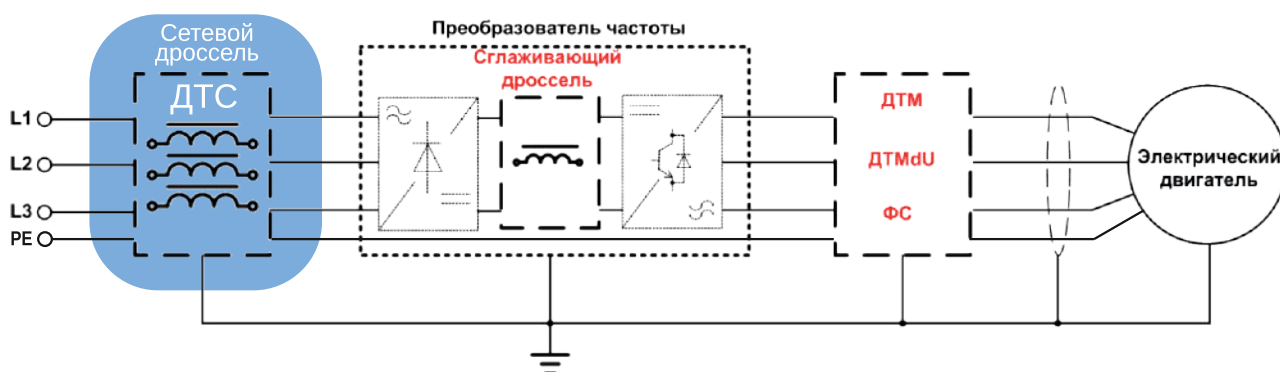 Сетевой
дроссель
ДТС
L1
L2
L3
PE
Преобразователь частоты
Сглаживающий
дроссель
ДТМ
ДТМdU
ФС
Электрический
двигатель